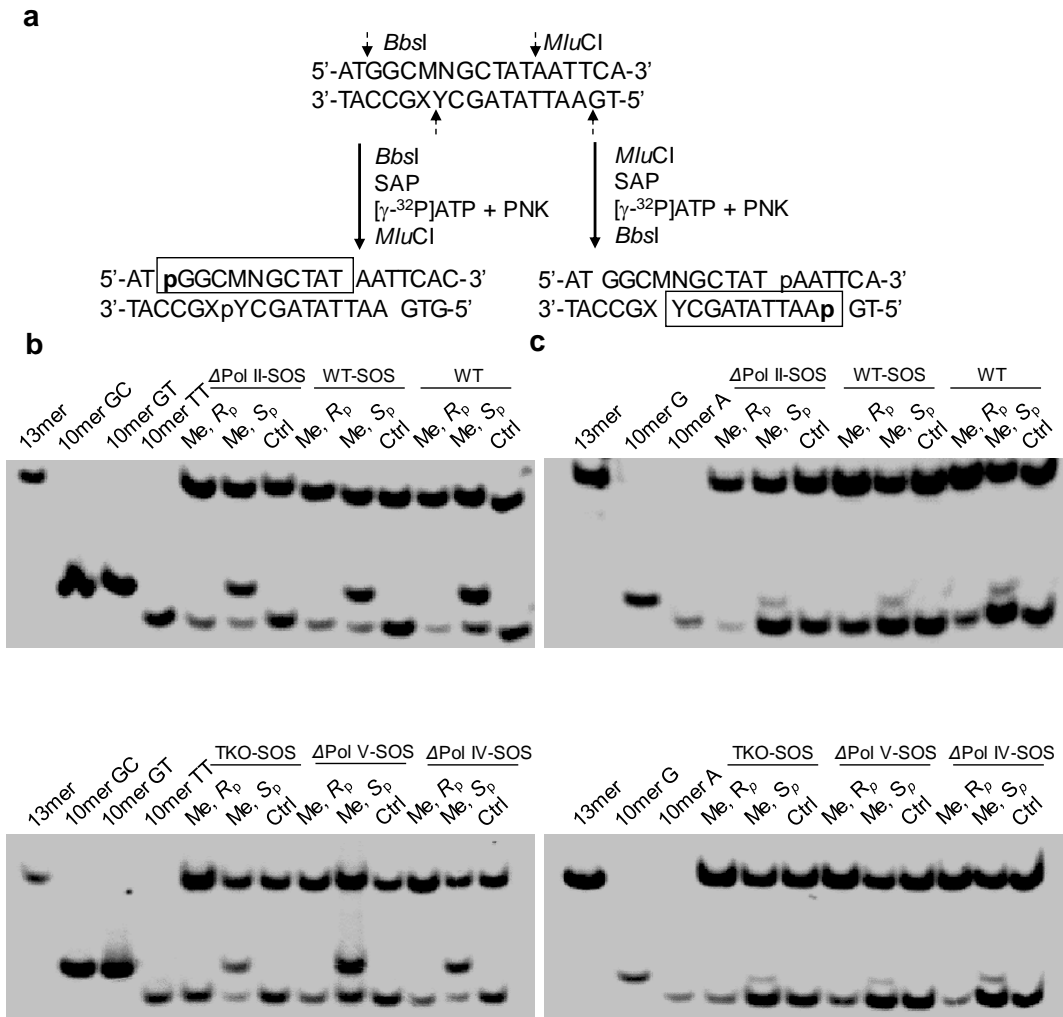 a
BbsI MluCI
5'-ATGGCMNGCTATAATTCA-3'
3'-TACCGXYCGATATTAAGT-5'
BbsI
SAP
[γ-³²P]ATP + PNK
MluCI
MluCI
SAP
[γ-³²P]ATP + PNK
BbsI
5'-AT pGGCMNGCTAT AATTCAC-3'
3'-TACCGXpYCGATATTAA GTG-5'
5'-AT GGCMNGCTAT pAATTCA-3'
3'-TACCGX YCGATATTAAp GT-5'
b
ΔPol II-SOS WT-SOS WT
13mer 10mer GC 10mer GT 10mer TT Me, Rp Me, Sp Ctrl Me, Rp Me, Sp Ctrl Me, Rp Me, Sp Ctrl
c
ΔPol II-SOS WT-SOS WT
13mer 10mer G 10mer A Me, Rp Me, Sp Ctrl Me, Rp Me, Sp Ctrl Me, Rp Me, Sp Ctrl
TKO-SOS ΔPol V-SOS ΔPol IV-SOS
13mer 10mer GC 10mer GT 10mer TT Me, Rp Me, Sp Ctrl Me, Rp Me, Sp Ctrl Me, Rp Me, Sp Ctrl
TKO-SOS ΔPol V-SOS ΔPol IV-SOS
13mer 10mer G 10mer A Me, Rp Me, Sp Ctrl Me, Rp Me, Sp Ctrl Me, Rp Me, Sp Ctrl